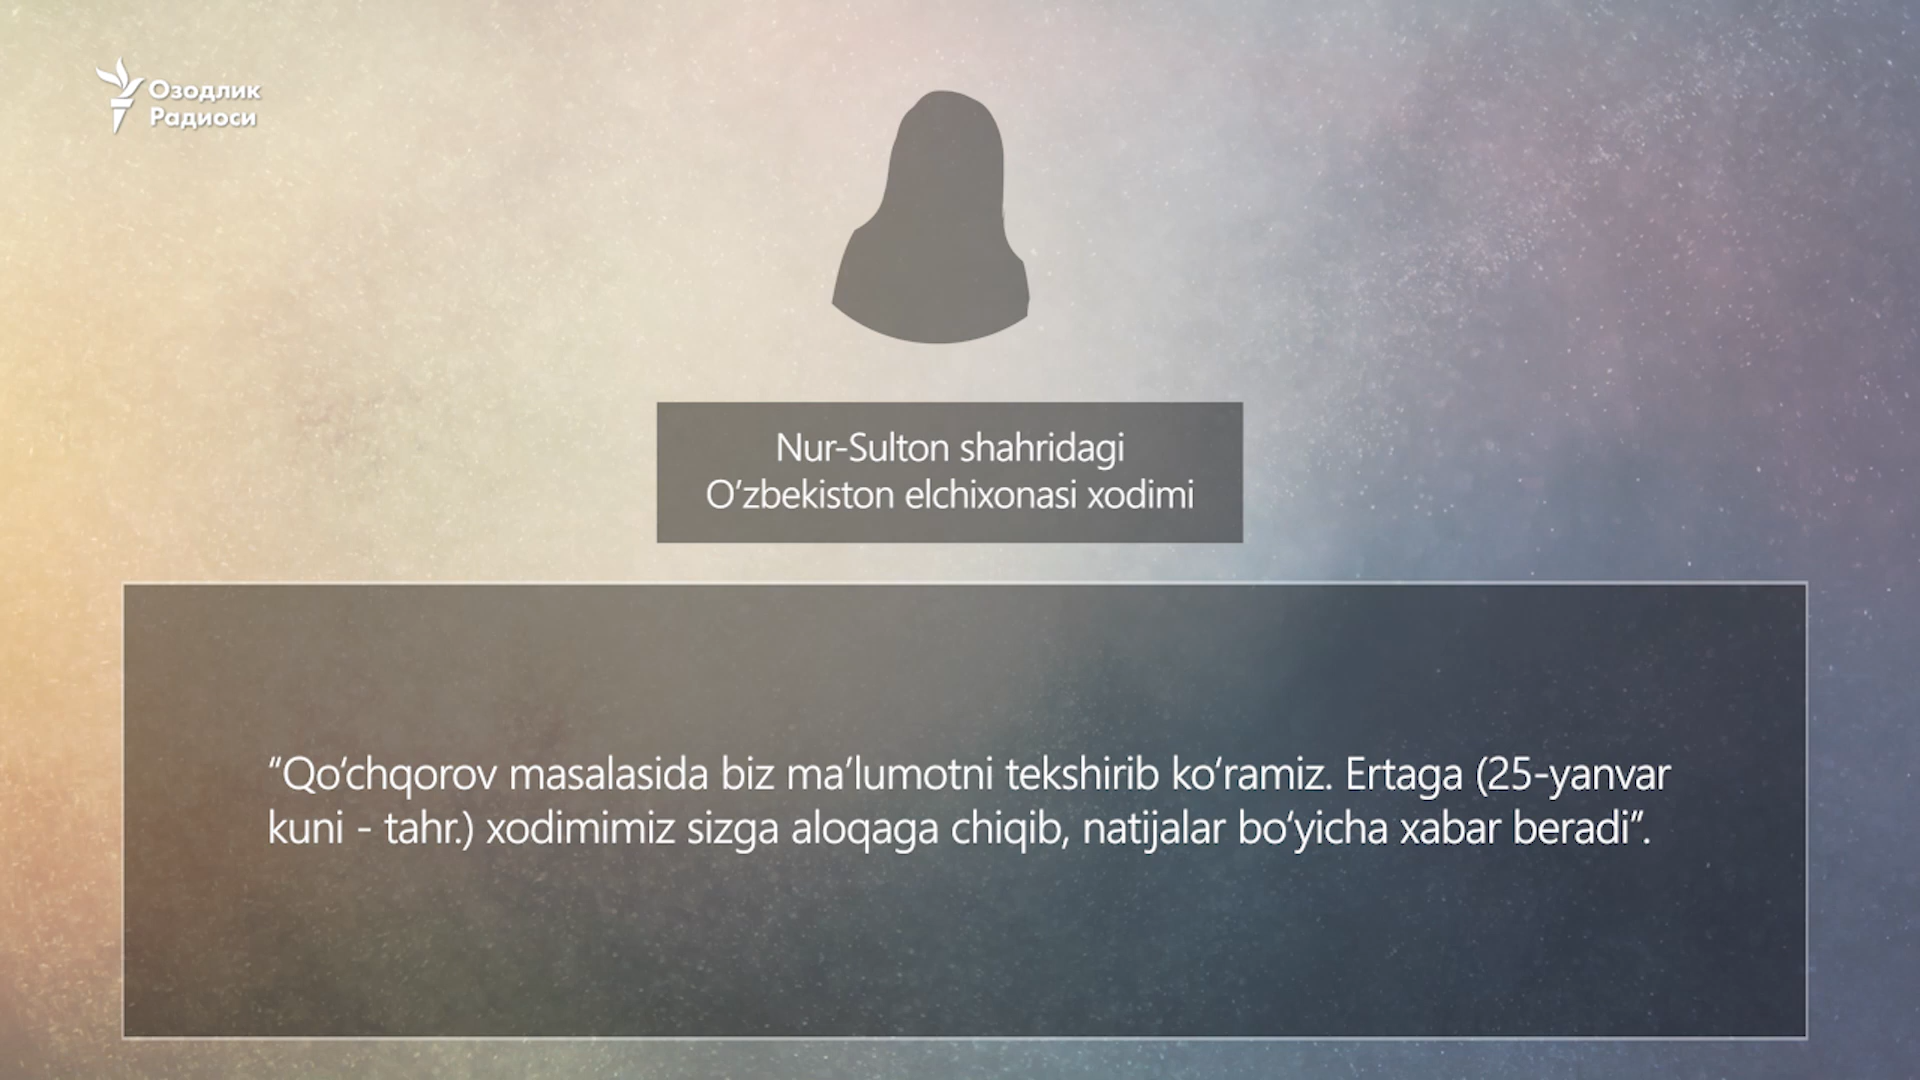 Озодлик
Радиоси
Nur-Sulton shahridagi
O‘zbekiston elchixonasi xodimi
“Qo‘chqorov masalasida biz ma’lumotni tekshirib ko‘ramiz. Ertaga (25-yanvar
kuni - tahr.) xodimimiz sizga aloqaga chiqib, natijalar bo‘yicha xabar beradi”.